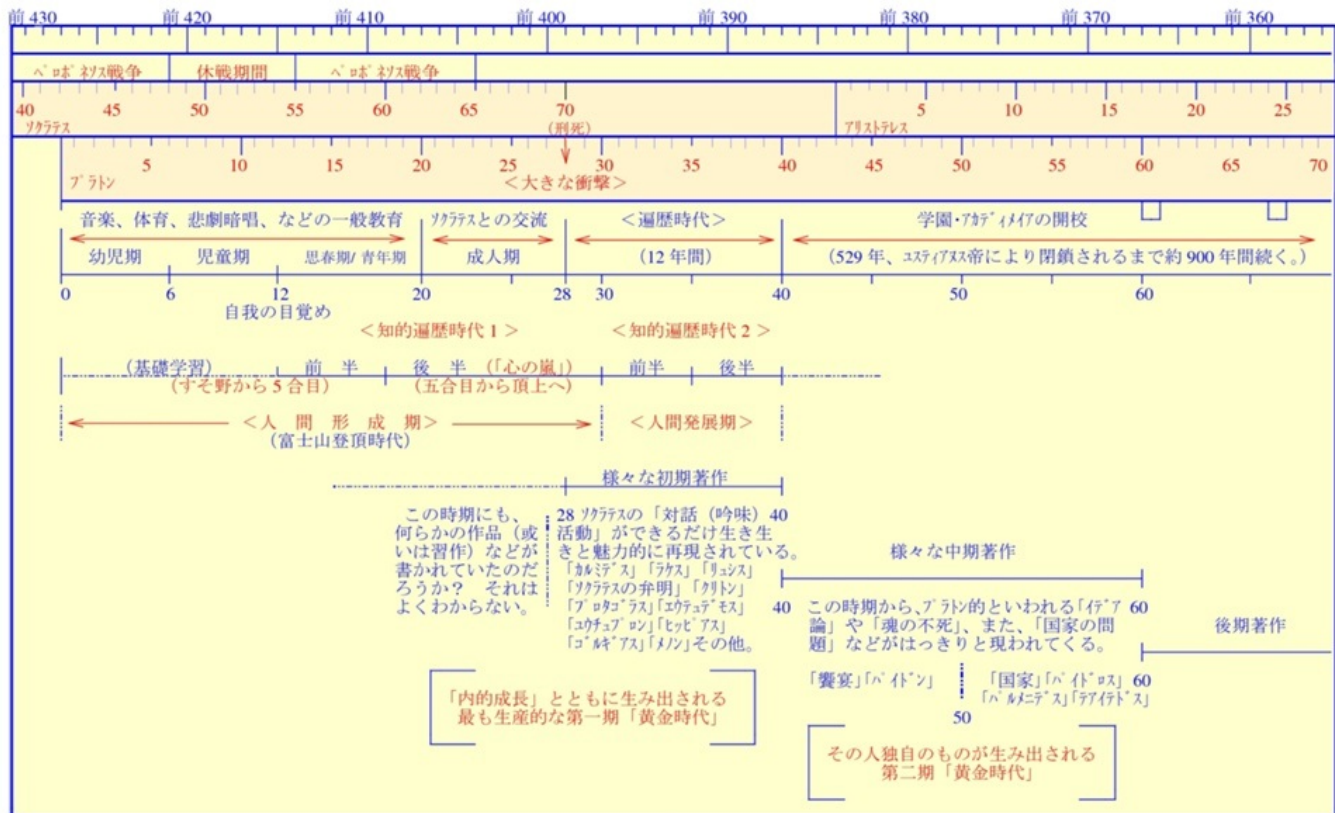 前430 前420 前410 前400 前390 前380 前370 前360
ペロポネソス戦争 休戦期間 ペロポネソス戦争
40 45 50 55 60 65 70 5 10 15 20 25
ソクラテス (刑死) アリストテレス
5 10 15 20 25 30 35 40 45 50 55 60 65 70
プラトン <大きな衝撃>
音楽、体育、悲劇暗唱、などの一般教育 ソクラテスとの交流 <遍歴時代> 学園・アカディメイアの開校
幼児期 児童期 思春期/青年期 成人期 (12年間) (529年、ユスティアヌス帝により閉鎖されるまで約900年間続く。)
0 6 12 20 28 30 40 50 60
自我の目覚め
<知的遍歴時代1> <知的遍歴時代2>
(基礎学習) 前 半 後 半 (「心の嵐」) 前半 後半
(すそ野から5合目) (五合目から頂上へ)
<人 間 形 成 期> <人間発展期>
(富士山登頂時代)
様々な初期著作
この時期にも、
何らかの作品(或
いは習作)などが
書かれていたのだ
ろうか? それは
よくわからない。
28 ソクラテスの「対話(吟味) 40
活動」ができるだけ生き生
きと魅力的に再現されている。
「カルミデス」「ラケス」「リュシス」
「ソクラテスの弁明」「クリトン」
「プロタゴラス」「エウテュデモス」
「ユウチュプロン」「ヒッピアス」
「ゴルギアス」「メノン」その他。
「内的成長」とともに生み出される
最も生産的な第一期「黄金時代」
様々な中期著作
40 この時期から、プラトン的といわれる「イデア 60
論」や「魂の不死」、また、「国家の問
題」などがはっきりと現われてくる。
「饗宴」「パイドン」 「国家」「パイドロス」 60
「パルメニデス」「テアイテトス」
50
その人独自のものが生み出される
第二期「黄金時代」
後期著作